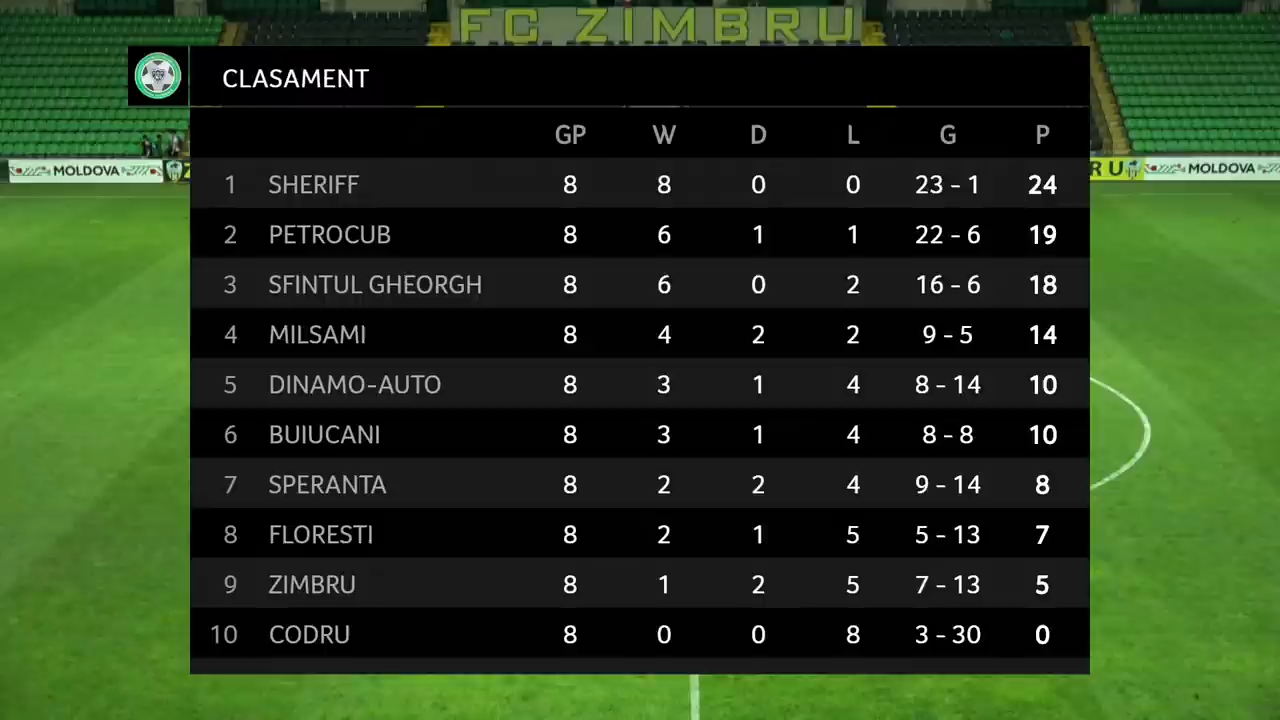 FC ZIMBRU
CLASAMENT
GP W D L G P
MOLDOVA
RU
MOLDOVA
1 SHERIFF 8 8 0 0 23 - 1 24
2 PETROCUB 8 6 1 1 22 - 6 19
3 SFINTUL GHEORGH 8 6 0 2 16 - 6 18
4 MILSAMI 8 4 2 2 9 - 5 14
5 DINAMO-AUTO 8 3 1 4 8 - 14 10
6 BUIUCANI 8 3 1 4 8 - 8 10
7 SPERANTA 8 2 2 4 9 - 14 8
8 FLORESTI 8 2 1 5 5 - 13 7
9 ZIMBRU 8 1 2 5 7 - 13 5
10 CODRU 8 0 0 8 3 - 30 0